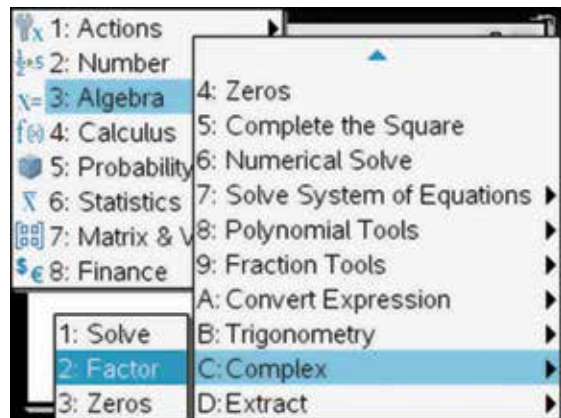 1: Actions
2: Number
3: Algebra
4: Calculus
5: Probability
6: Statistics
7: Matrix & V
8: Finance
4: Zeros
5: Complete the Square
6: Numerical Solve
7: Solve System of Equations
8: Polynomial Tools
9: Fraction Tools
A: Convert Expression
B: Trigonometry
C: Complex
D: Extract
1: Solve
2: Factor
3: Zeros